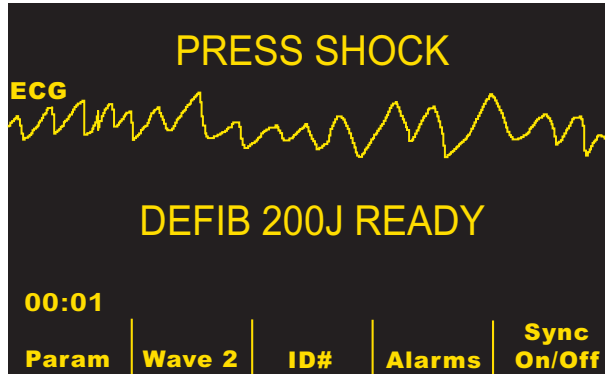 PRESS SHOCK
ECG
DEFIB 200J READY
00:01
Param Wave 2 ID# Alarms Sync On/Off